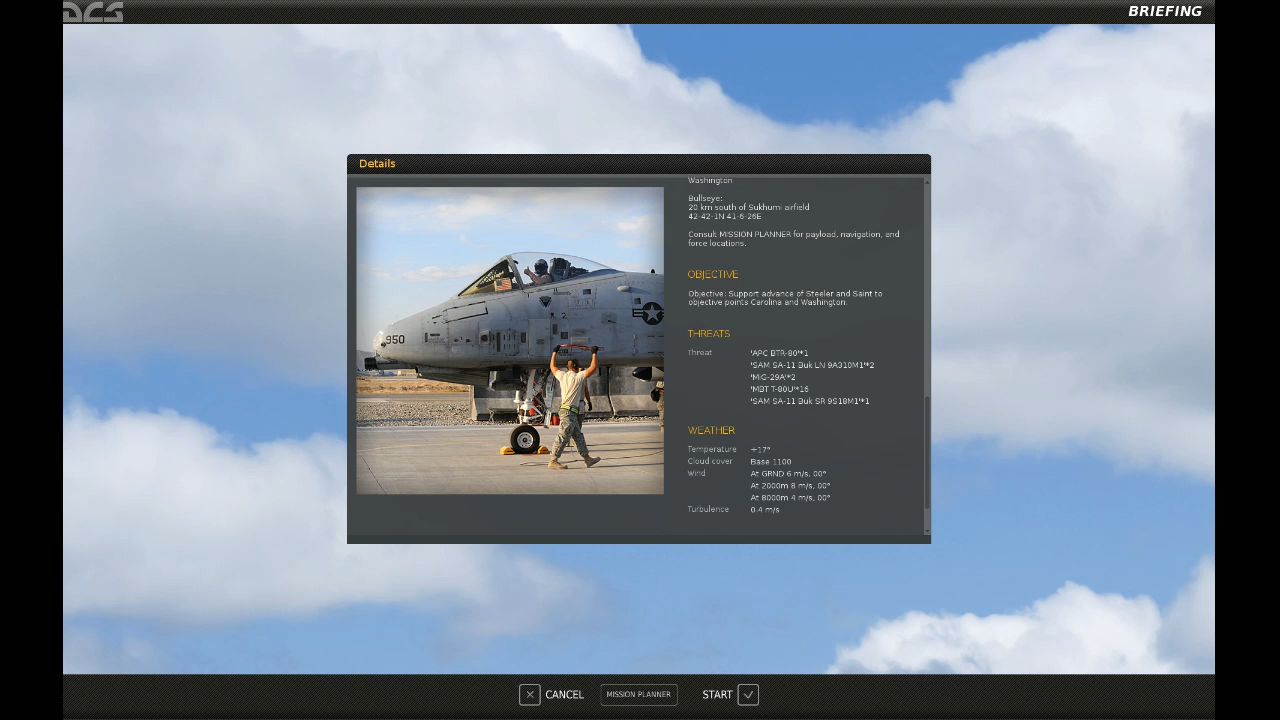 DCS
BRIEFING
Details
Washington
Bullseye:
20 km south of Sukhumi airfield
42-42-1N 41-6-26E
Consult MISSION PLANNER for payload, navigation, and
force locations.
OBJECTIVE
Objective: Support advance of Steeler and Saint to
objective points Carolina and Washington.
THREATS
Threat 'APC BTR-80'*1
'SAM SA-11 Buk LN 9A310M1'*2
'MiG-29A'*2
'MBT T-80U'*16
'SAM SA-11 Buk SR 9S18M1'*1
WEATHER
Temperature +17°
Cloud cover Base 1100
Wind At GRND 6 m/s, 00°
At 2000m 8 m/s, 00°
At 8000m 4 m/s, 00°
Turbulence 0.4 m/s
950
CANCEL MISSION PLANNER START